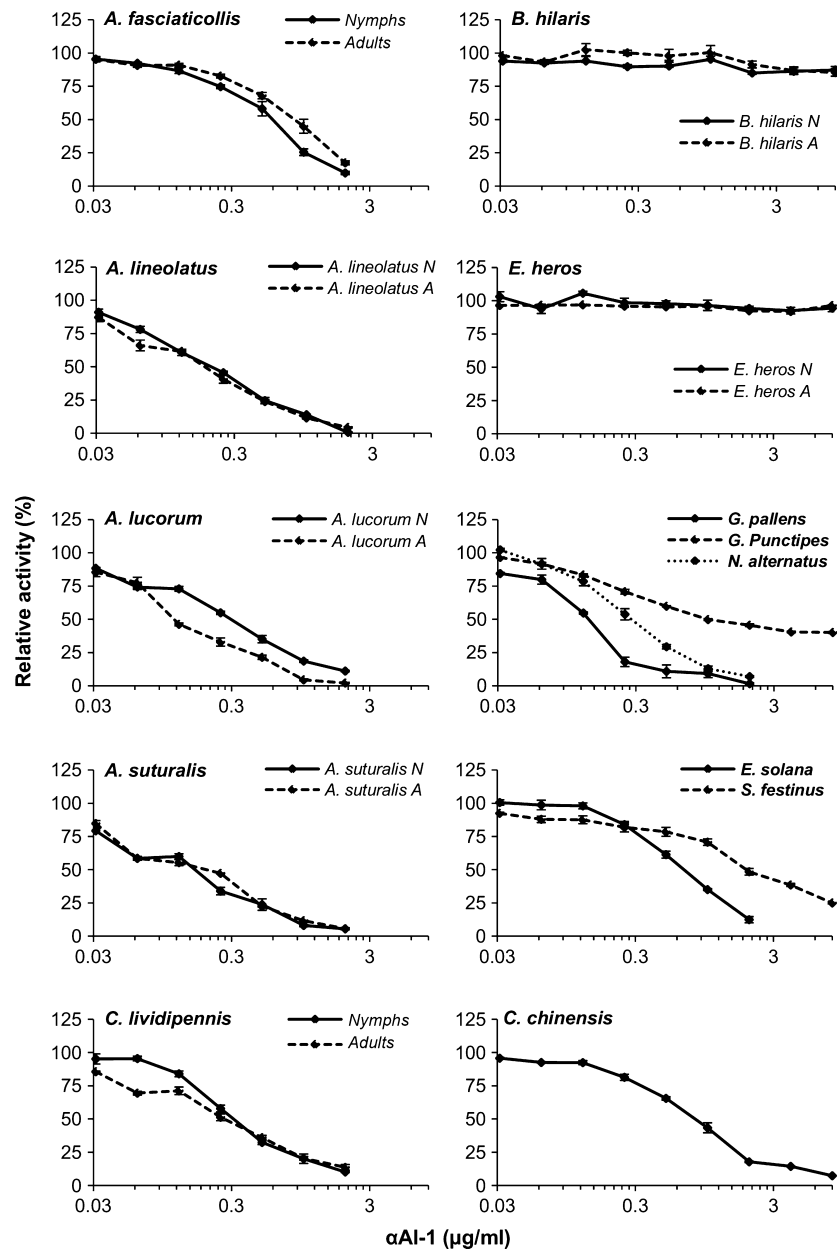 Relative activity (%)
A. fasciaticollis
Nymphs
Adults
125
100
75
50
25
0
0.03 0.3 3
B. hilaris
B. hilaris N
B. hilaris A
125
100
75
50
25
0
0.03 0.3 3
A. lineolatus
A. lineolatus N
A. lineolatus A
125
100
75
50
25
0
0.03 0.3 3
E. heros
E. heros N
E. heros A
125
100
75
50
25
0
0.03 0.3 3
A. lucorum
A. lucorum N
A. lucorum A
125
100
75
50
25
0
0.03 0.3 3
G. pallens
G. Punctipes
N. alternatus
125
100
75
50
25
0
0.03 0.3 3
A. suturalis
A. suturalis N
A. suturalis A
125
100
75
50
25
0
0.03 0.3 3
E. solana
S. festinus
125
100
75
50
25
0
0.03 0.3 3
C. lividipennis
Nymphs
Adults
125
100
75
50
25
0
0.03 0.3 3
C. chinensis
125
100
75
50
25
0
0.03 0.3 3
αAI-1 (μg/ml)